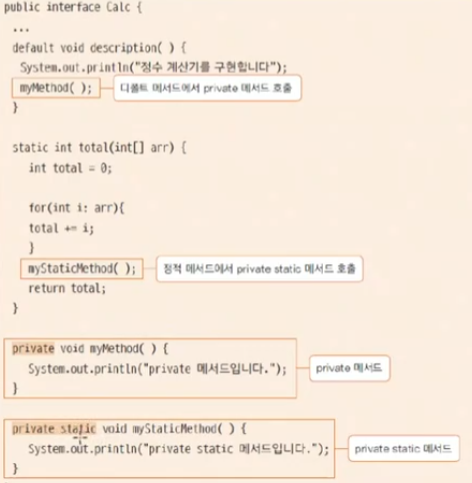 public interface Calc {
...
default void description( ) {
System.out.println("정수 계산기를 구현합니다");
myMethod( ); 디폴트 메서드에서 private 메서드 호출
}
static int total(int[] arr) {
int total = 0;
for(int i: arr){
total += i;
}
myStaticMethod( ); 정적 메서드에서 private static 메서드 호출
return total;
}
private void myMethod( ) {
System.out.println("private 메서드입니다."); private 메서드
}
private static void myStaticMethod( ) {
System.out.println("private static 메서드입니다."); private static 메서드
}